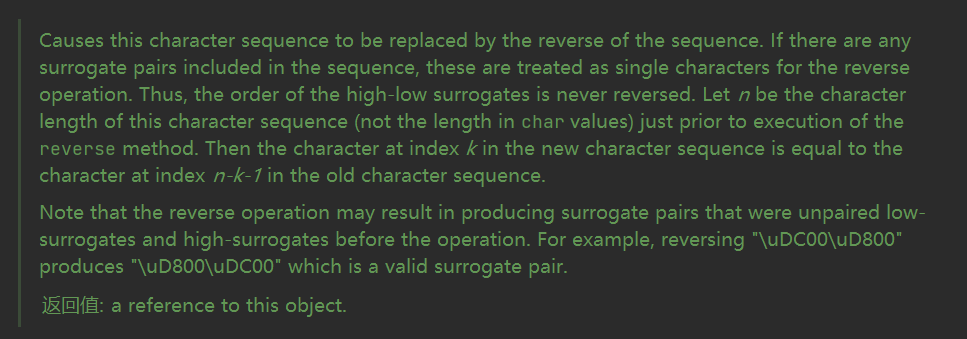 Causes this character sequence to be replaced by the reverse of the sequence. If there are any
surrogate pairs included in the sequence, these are treated as single characters for the reverse
operation. Thus, the order of the high-low surrogates is never reversed. Let n be the character
length of this character sequence (not the length in char values) just prior to execution of the
reverse method. Then the character at index k in the new character sequence is equal to the
character at index n-k-1 in the old character sequence.
Note that the reverse operation may result in producing surrogate pairs that were unpaired low-
surrogates and high-surrogates before the operation. For example, reversing "\uDC00\uD800"
produces "\uD800\uDC00" which is a valid surrogate pair.
返回值: a reference to this object.